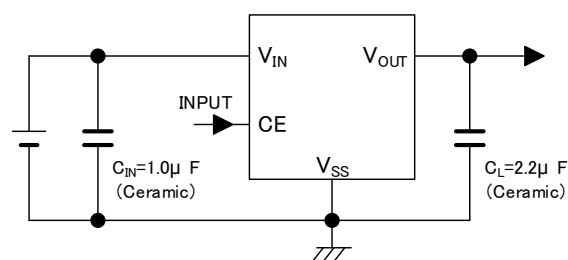 V_IN
V_OUT
INPUT
CE
V_SS
C_IN=1.0μ F
(Ceramic)
C_L=2.2μ F
(Ceramic)